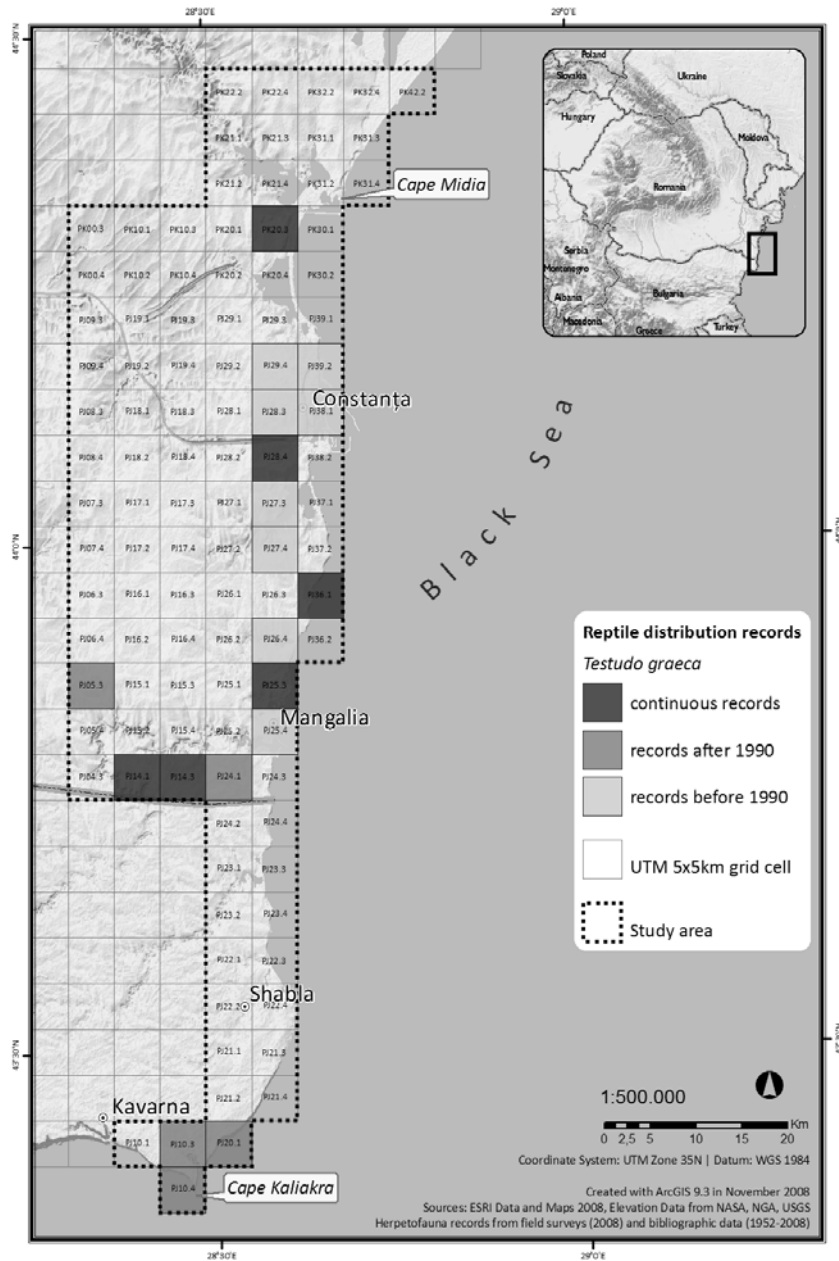 28°30'E
29°0'E
44°30'N
PK22.2 PK22.4 PK32.2 PK32.4 PK42.2
PK21.1 PK21.3 PK31.1 PK31.3
PK21.2 PK21.4 PK31.2 PK31.4
Cape Midia
PK00.3 PK10.1 PK10.3 PK20.1 PK20.3 PK30.1
PK00.4 PK10.2 PK10.4 PK20.2 PK20.4 PK30.2
PJ09.3 PJ19.1 PJ19.3 PJ29.1 PJ29.3 PJ39.1
PJ09.4 PJ19.2 PJ19.4 PJ29.2 PJ29.4 PJ39.2
Constanța
PJ08.3 PJ18.1 PJ18.3 PJ28.1 PJ28.3 PJ38.1
PJ08.4 PJ18.2 PJ18.4 PJ28.2 PJ28.4 PJ38.2
PJ07.3 PJ17.1 PJ17.3 PJ27.1 PJ27.3 PJ37.1
44°0'N
PJ07.4 PJ17.2 PJ17.4 PJ27.2 PJ27.4 PJ37.2
PJ06.3 PJ16.1 PJ16.3 PJ26.1 PJ26.3 PJ36.1
PJ06.4 PJ16.2 PJ16.4 PJ26.2 PJ26.4 PJ36.2
PJ05.3 PJ15.1 PJ15.3 PJ25.1 PJ25.3
Mangalia
PJ05.4 PJ15.2 PJ15.4 PJ25.2 PJ25.4
PJ04.3 PJ14.1 PJ14.3 PJ24.1 PJ24.3
PJ24.2 PJ24.4
PJ23.1 PJ23.3
PJ23.2 PJ23.4
PJ22.1 PJ22.3
Shabla
PJ22.2 PJ22.4
43°30'N
PJ21.1 PJ21.3
PJ21.2 PJ21.4
Kavarna
PJ10.1 PJ10.3 PJ20.1
PJ10.4
Cape Kaliakra
28°30'E
29°0'E
Black Sea
Poland
Slovakia
Ukraine
Hungary
Moldova
Romania
Serbia
Montenegro
Bulgaria
Albania
Macedonia
Greece
Turkey
Reptile distribution records
Testudo graeca
continuous records
records after 1990
records before 1990
UTM 5x5km grid cell
Study area
1:500.000
0 2,5 5 10 15 20 Km
Coordinate System: UTM Zone 35N | Datum: WGS 1984
Created with ArcGIS 9.3 in November 2008
Sources: ESRI Data and Maps 2008, Elevation Data from NASA, NGA, USGS
Herpetofauna records from field surveys (2008) and bibliographic data (1952-2008)